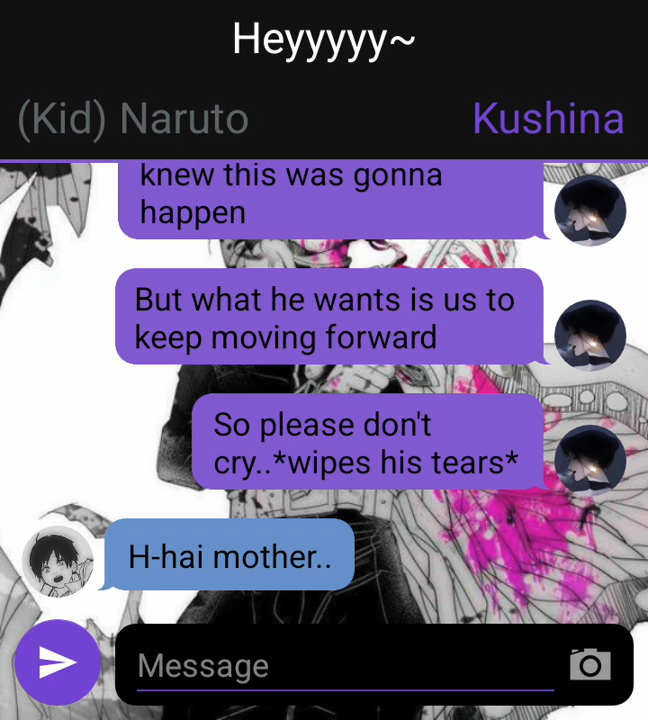 Heyyyyy~
(Kid) Naruto
Kushina
knew this was gonna
happen
But what he wants is us to
keep moving forward
So please don't
cry..*wipes his tears*
H-hai mother..
Message